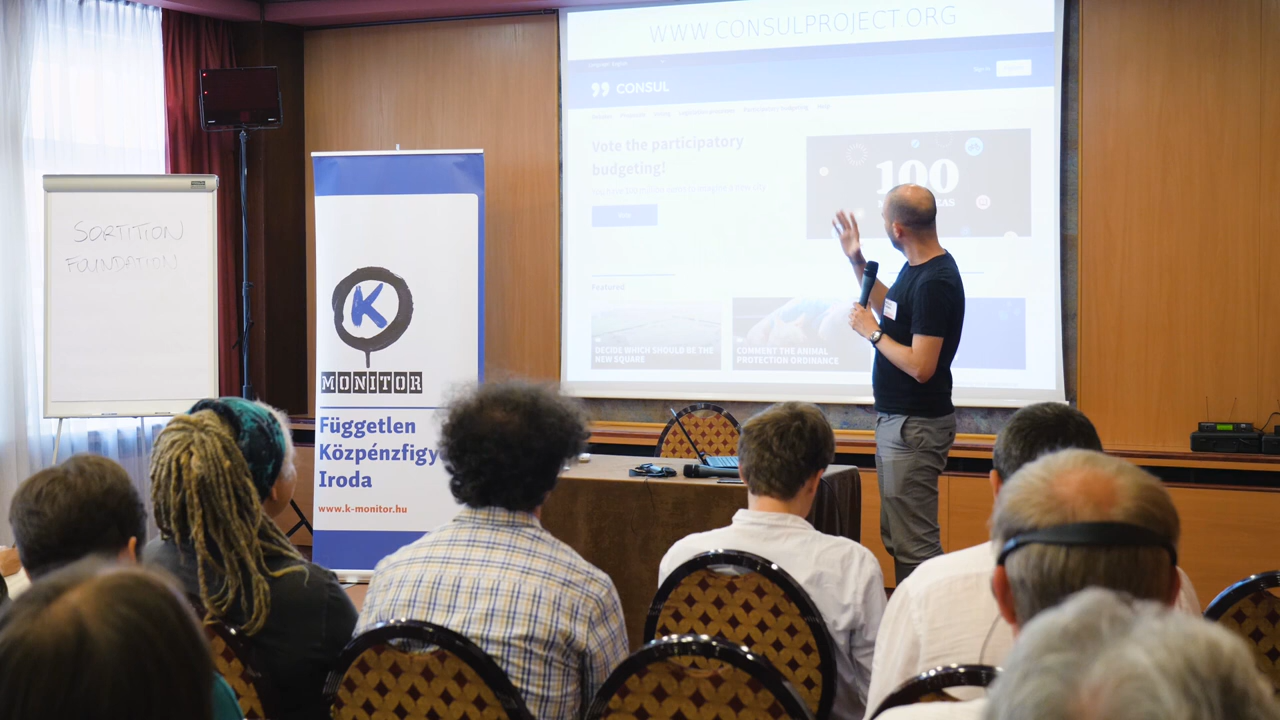 SORTITION
FOUNDATION
K
MONITOR
Független
Közpénzfigy
Iroda
www.k-monitor.hu
WWW.CONSULPROJECT.ORG
CONSUL
Vote the participatory
budgeting!
100
Featured
DECIDE WHICH SHOULD BE THE
NEW SQUARE
COMMENT THE ANIMAL
PROTECTION ORDINANCE